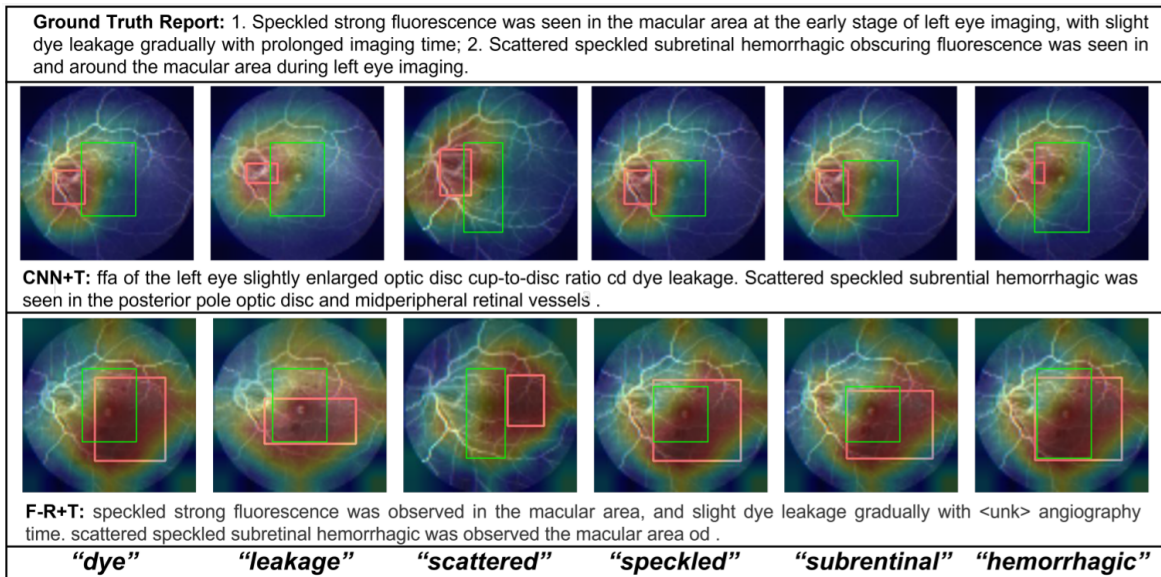 Ground Truth Report: 1. Speckled strong fluorescence was seen in the macular area at the early stage of left eye imaging, with slight
dye leakage gradually with prolonged imaging time; 2. Scattered speckled subretinal hemorrhagic obscuring fluorescence was seen in
and around the macular area during left eye imaging.
CNN+T: ffa of the left eye slightly enlarged optic disc cup-to-disc ratio cd dye leakage. Scattered speckled subrential hemorrhagic was
seen in the posterior pole optic disc and midperipheral retinal vessels .
F-R+T: speckled strong fluorescence was observed in the macular area, and slight dye leakage gradually with <unk> angiography
time. scattered speckled subretinal hemorrhagic was observed the macular area od .
“dye” “leakage” “scattered” “speckled” “subrentinal” “hemorrhagic”